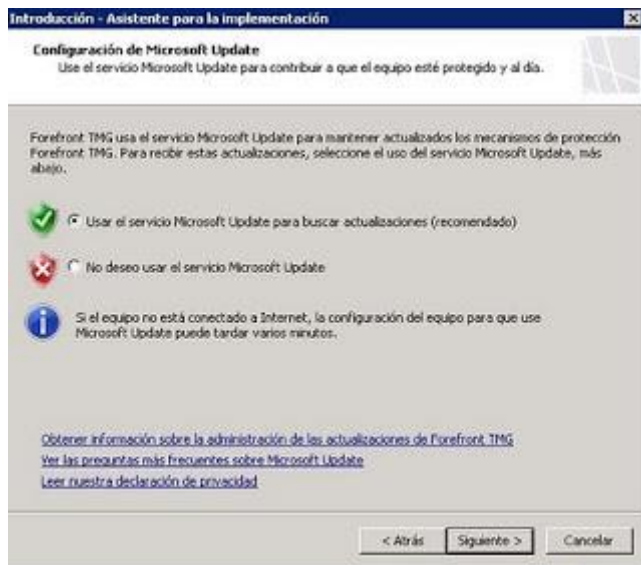 Introducción - Asistente para la implementación
Configuración de Microsoft Update
Use el servicio Microsoft Update para contribuir a que el equipo esté protegido y al día.
Forefront TMG usa el servicio Microsoft Update para mantener actualizados los mecanismos de protección
Forefront TMG. Para recibir estas actualizaciones, seleccione el uso del servicio Microsoft Update, más
abajo.
Usar el servicio Microsoft Update para buscar actualizaciones (recomendado)
No deseo usar el servicio Microsoft Update
Si el equipo no está conectado a Internet, la configuración del equipo para que use
Microsoft Update puede tardar varios minutos.
Obtener información sobre la administración de las actualizaciones de Forefront TMG
Ver las preguntas más frecuentes sobre Microsoft Update
Leer nuestra declaración de privacidad
< Atrás
Siguiente >
Cancelar